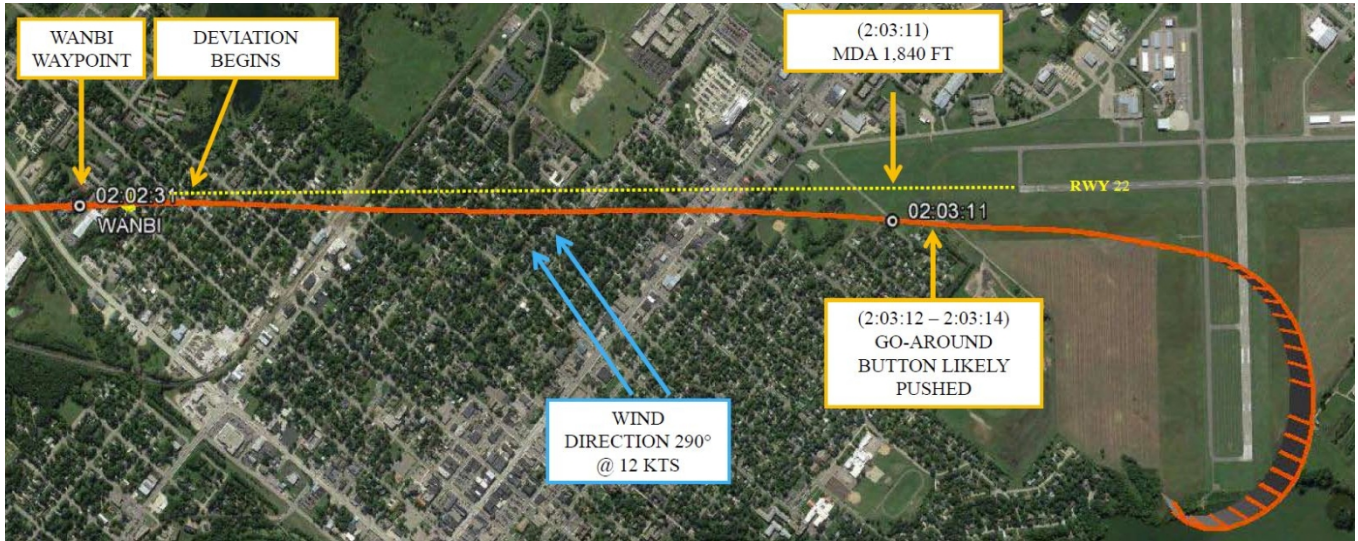 WANBI
WAYPOINT
DEVIATION
BEGINS
(2:03:11)
MDA 1,840 FT
02:02:31
WANBI
RWY 22
02:03:11
(2:03:12 – 2:03:14)
GO-AROUND
BUTTON LIKELY
PUSHED
WIND
DIRECTION 290°
@ 12 KTS